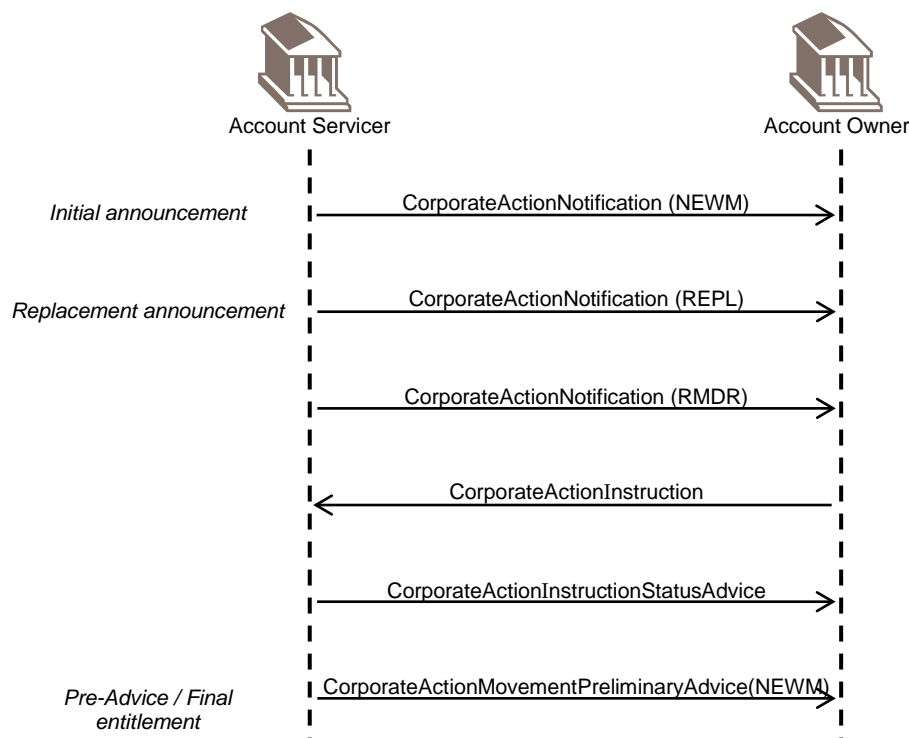 Account Servicer
Account Owner
Initial announcement
CorporateActionNotification (NEWM)
Replacement announcement
CorporateActionNotification (REPL)
CorporateActionNotification (RMDR)
CorporateActionInstruction
CorporateActionInstructionStatusAdvice
Pre-Advice / Final
entitlement
CorporateActionMovementPreliminaryAdvice(NEWM)